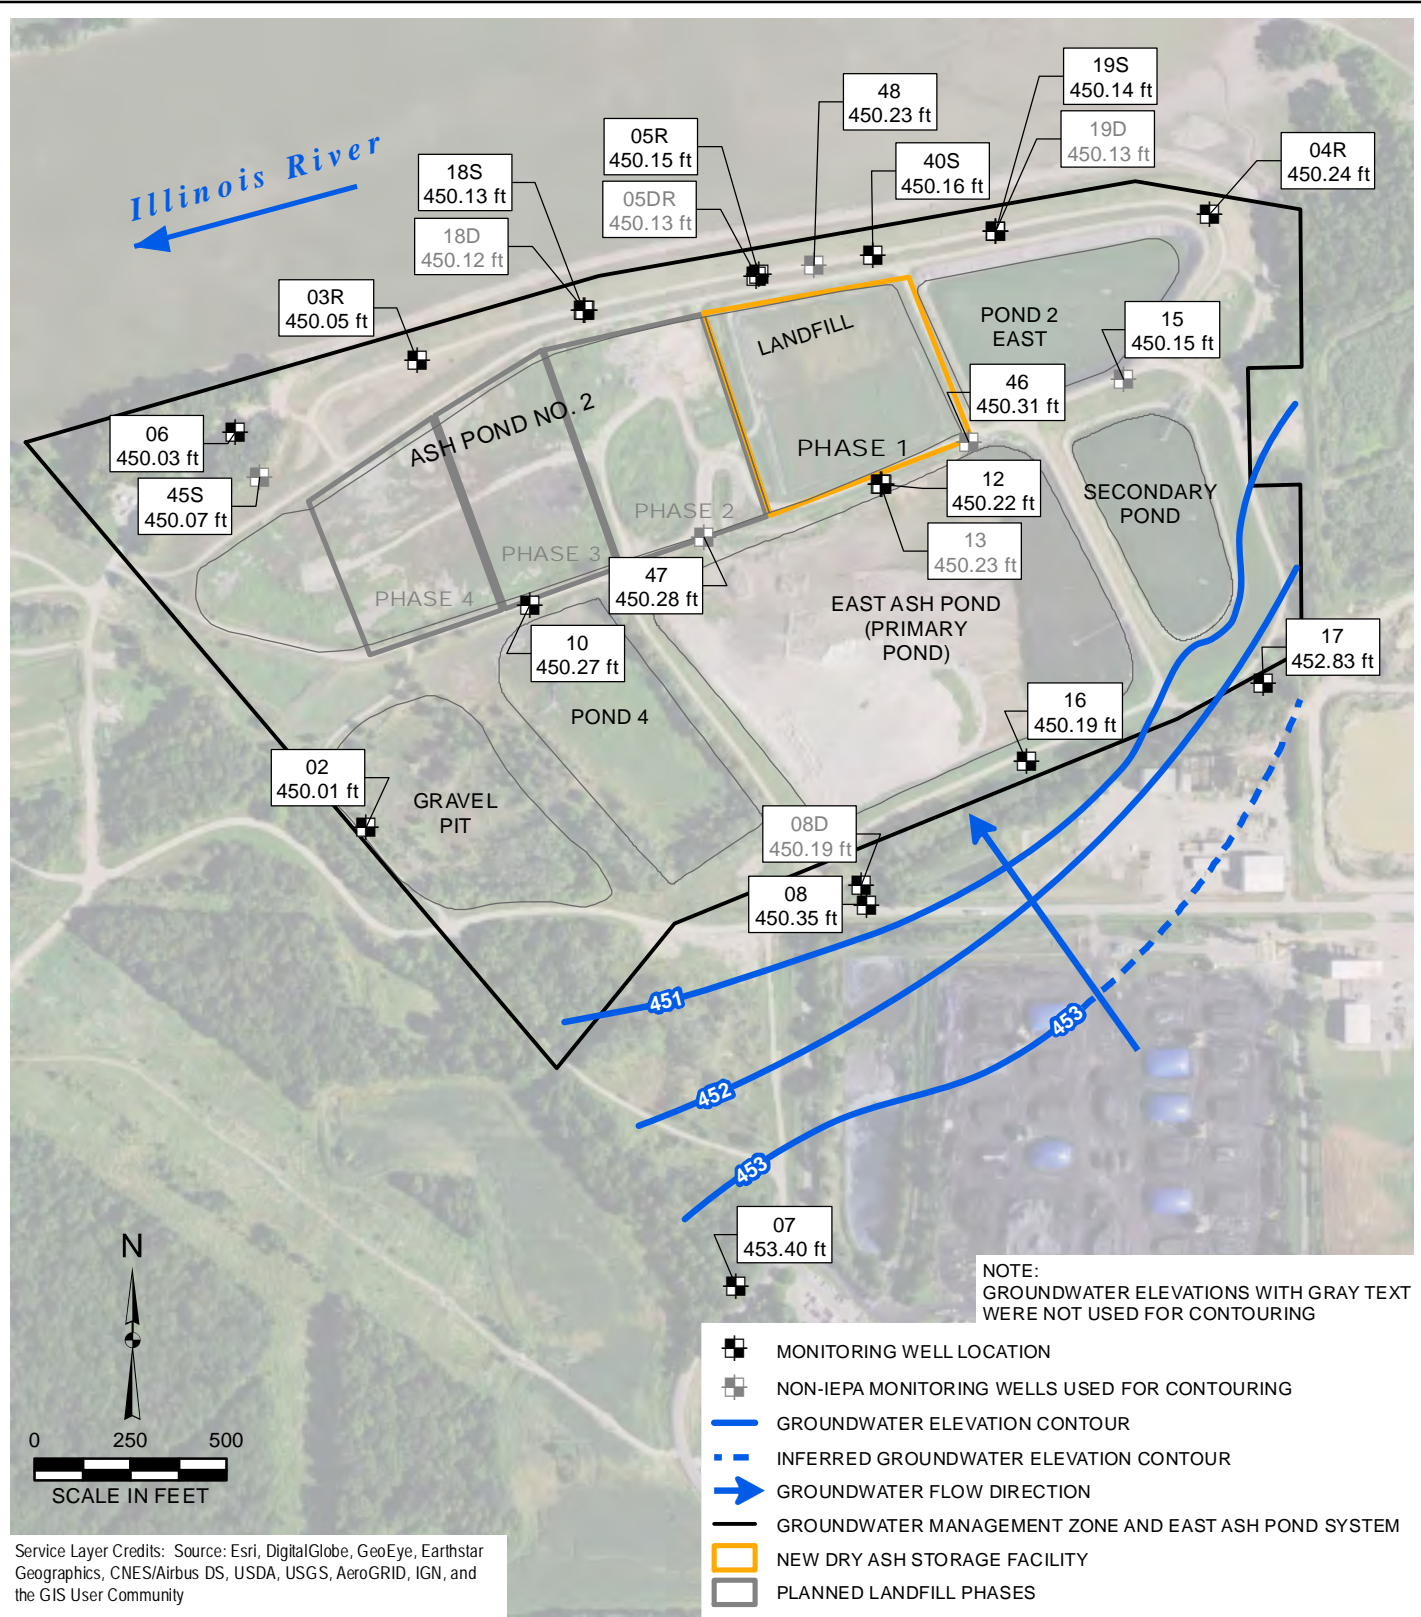 19S
450.14 ft
48
450.23 ft
19D
450.13 ft
05R
450.15 ft
40S
450.16 ft
04R
450.24 ft
Illinois River
18S
450.13 ft
05DR
450.13 ft
18D
450.12 ft
03R
450.05 ft
POND 2
EAST
15
450.15 ft
LANDFILL
46
450.31 ft
ASH POND NO. 2
PHASE 1
06
450.03 ft
45S
450.07 ft
12
450.22 ft
SECONDARY
POND
PHASE 2
13
450.23 ft
PHASE 3
47
450.28 ft
PHASE 4
EAST ASH POND
(PRIMARY
POND)
10
450.27 ft
17
452.83 ft
POND 4
16
450.19 ft
02
450.01 ft
GRAVEL
PIT
08D
450.19 ft
08
450.35 ft
451
453
452
453
07
453.40 ft
N
0 250 500
SCALE IN FEET
NOTE:
GROUNDWATER ELEVATIONS WITH GRAY TEXT
WERE NOT USED FOR CONTOURING
MONITORING WELL LOCATION
NON-IEPA MONITORING WELLS USED FOR CONTOURING
GROUNDWATER ELEVATION CONTOUR
INFERRED GROUNDWATER ELEVATION CONTOUR
GROUNDWATER FLOW DIRECTION
GROUNDWATER MANAGEMENT ZONE AND EAST ASH POND SYSTEM
NEW DRY ASH STORAGE FACILITY
PLANNED LANDFILL PHASES
Service Layer Credits: Source: Esri, DigitalGlobe, GeoEye, Earthstar
Geographics, CNES/Airbus DS, USDA, USGS, AeroGRID, IGN, and
the GIS User Community